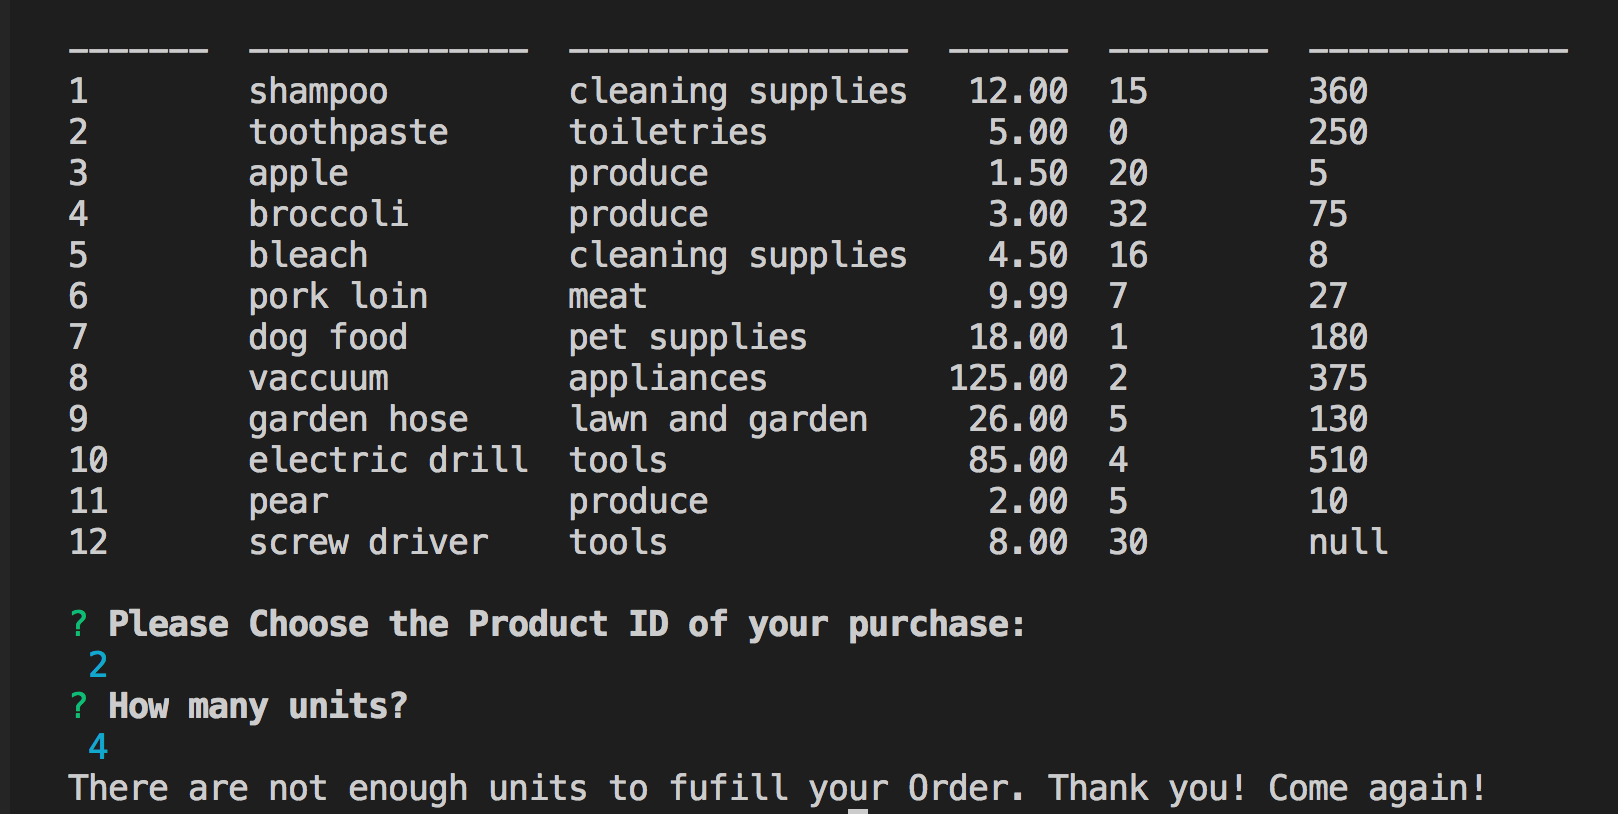 ------- -------------- ----------------- ------ -------- -------------
1 shampoo cleaning supplies 12.00 15 360
2 toothpaste toiletries 5.00 0 250
3 apple produce 1.50 20 5
4 broccoli produce 3.00 32 75
5 bleach cleaning supplies 4.50 16 8
6 pork loin meat 9.99 7 27
7 dog food pet supplies 18.00 1 180
8 vaccuum appliances 125.00 2 375
9 garden hose lawn and garden 26.00 5 130
10 electric drill tools 85.00 4 510
11 pear produce 2.00 5 10
12 screw driver tools 8.00 30 null
? Please Choose the Product ID of your purchase:
2
? How many units?
4
There are not enough units to fufill your Order. Thank you! Come again!